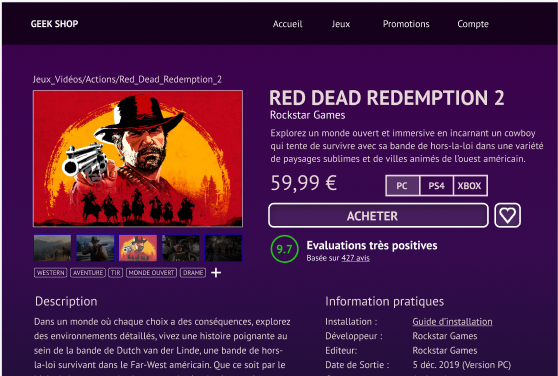 GEEK SHOP
Accueil
Jeux
Promotions
Compte
Jeux_Vidéos/Actions/Red_Dead_Redemption_2
RED DEAD REDEMPTION 2
Rockstar Games
Explorez un monde ouvert et immersive en incarnant un cowboy
qui tente de survivre avec sa bande de hors-la-loi dans une variété
de paysages sublimes et de villes animés de l'ouest américain.
59,99 €
PC
PS4
XBOX
ACHETER
9.7
Evaluations très positives
Basée sur 427 avis
WESTERN
AVENTURE
TIR
MONDE OUVERT
DRAME
+
Description
Dans un monde où chaque choix a des conséquences, explorez
des environnements détaillés, vivez une histoire poignante au
sein de la bande de Dutch van der Linde, une bande de hors-
la-loi survivant dans le Far-West américain. Que ce soit par le
Information pratiques
Installation :
Guide d'installation
Développeur :
Rockstar Games
Editeur:
Rockstar Games
Date de Sortie :
5 déc. 2019 (Version PC)